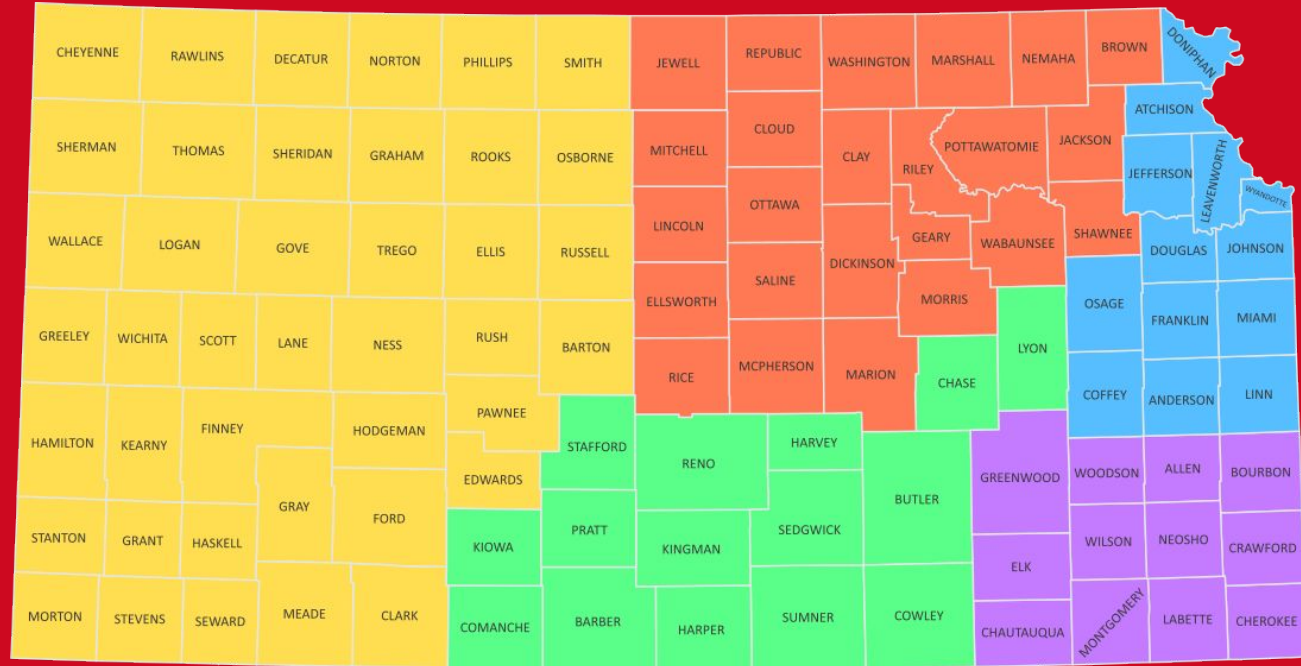 CHEYENNE
RAWLINS
DECATUR
NORTON
PHILLIPS
SMITH
JEWELL
REPUBLIC
WASHINGTON
MARSHALL
NEMAHA
BROWN
DONIPHAN
SHERMAN
THOMAS
SHERIDAN
GRAHAM
ROOKS
OSBORNE
MITCHELL
CLOUD
CLAY
RILEY
POTTAWATOMIE
JACKSON
ATCHISON
JEFFERSON
LEAVENWORTH
WYANDOTTE
WALLACE
LOGAN
GOVE
TREGO
ELLIS
RUSSELL
LINCOLN
OTTAWA
DICKINSON
GEARY
WABAUNSEE
SHAWNEE
DOUGLAS
JOHNSON
ELLSWORTH
SALINE
MORRIS
OSAGE
FRANKLIN
MIAMI
GREELEY
WICHITA
SCOTT
LANE
NESS
RUSH
BARTON
RICE
MCPHERSON
MARION
CHASE
LYON
COFFEY
ANDERSON
LINN
HAMILTON
KEARNY
FINNEY
HODGEMAN
PAWNEE
STAFFORD
RENO
HARVEY
BUTLER
GREENWOOD
WOODSON
ALLEN
BOURBON
GRAY
FORD
EDWARDS
PRATT
KINGMAN
SEDGWICK
WILSON
NEOSHO
CRAWFORD
STANTON
GRANT
HASKELL
KIOWA
ELK
MORTON
STEVENS
SEWARD
MEADE
CLARK
COMANCHE
BARBER
HARPER
SUMNER
COWLEY
CHAUTAUQUA
MONTGOMERY
LABETTE
CHEROKEE